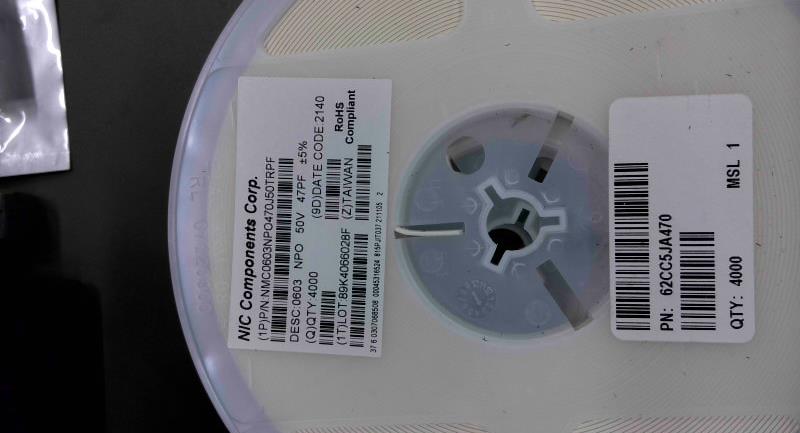 NIC Components Corp.
(1P)P/N:NMC0603NPO470J50TRPF
DESC:0603 NPO 50V 47PF ±5%
(Q)QTY:4000 (9D)DATE CODE:2140
(1T)LOT:89K4066028F (Z)TAIWAN
RoHS
Compliant
PN: 62CC5JA470
QTY: 4000 MSL 1